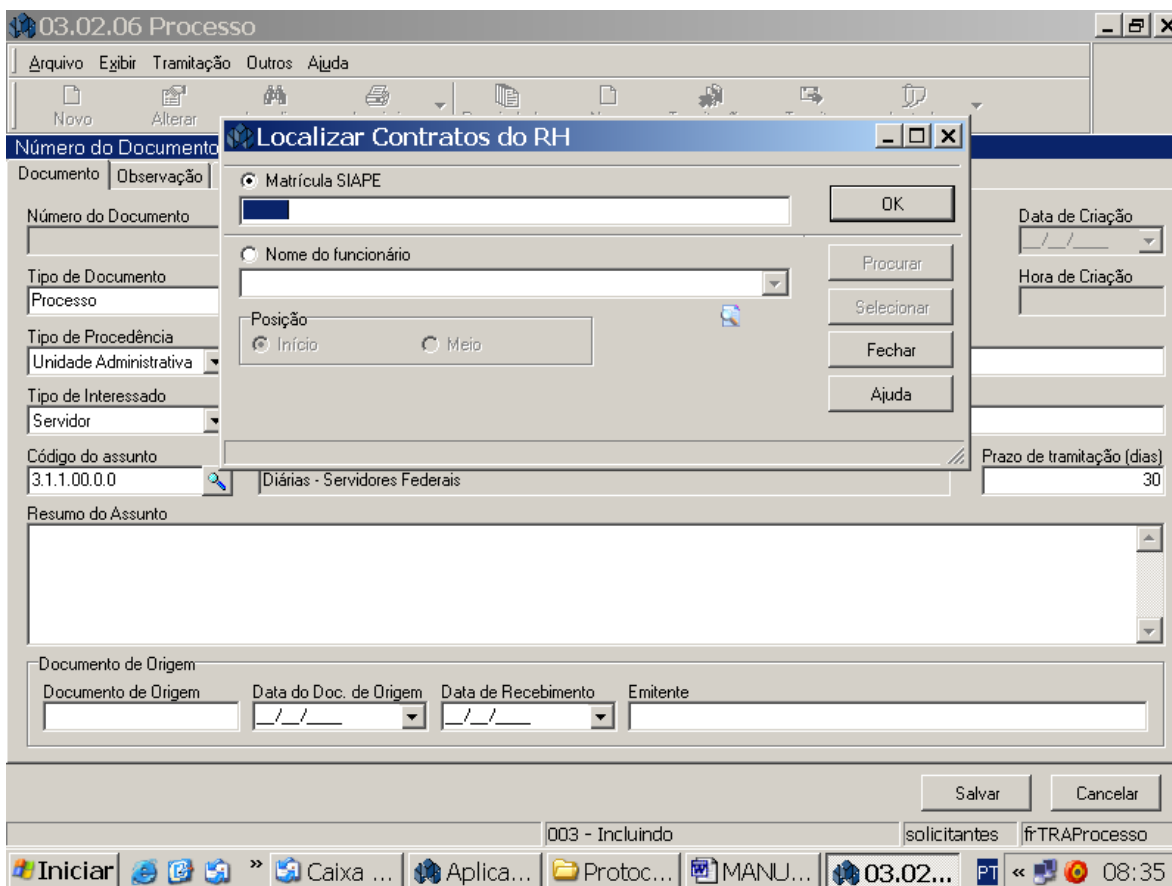 03.02.06 Processo
Arquivo Exibir Tramitação Outros Ajuda
Novo Alterar
Localizar Contratos do RH
Número do Documento
Documento Observação
Matrícula SIAPE
OK
Número do Documento
Data de Criação
__/__/____
Nome do funcionário
Procurar
Tipo de Documento
Hora de Criação
Processo
Selecionar
Posição
Início Meio
Tipo de Procedência
Unidade Administrativa
Fechar
Tipo de Interessado
Ajuda
Servidor
Código do assunto
Prazo de tramitação (dias)
3.1.1.00.0.0 Diárias - Servidores Federais 30
Resumo do Assunto
Documento de Origem
Documento de Origem Data do Doc. de Origem Data de Recebimento Emitente
__/__/____ __/__/____
Salvar Cancelar
003 - Incluindo solicitantes frTRAProcesso
Iniciar » Caixa ... Aplica... Protoc... MANU... 03.02... PT « 08:35